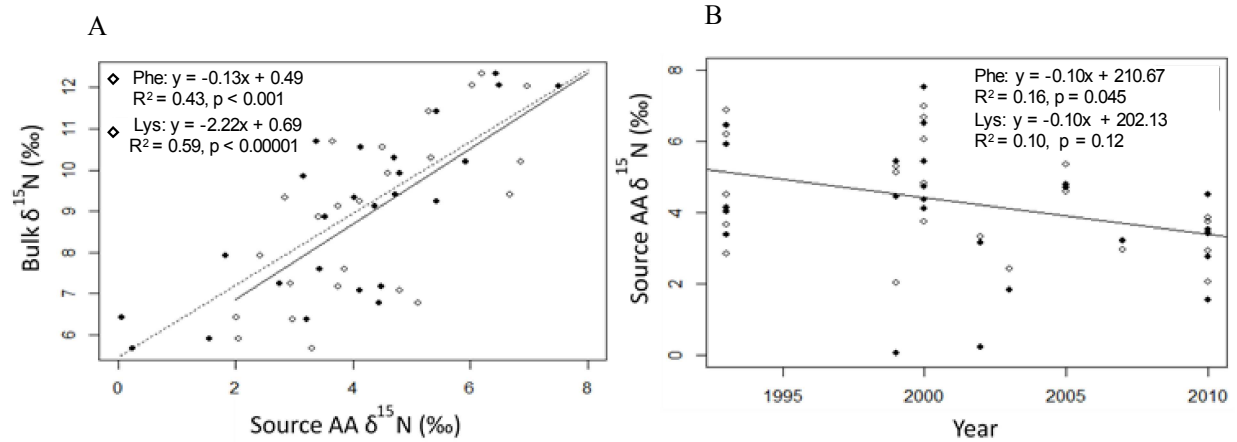 A
Phe: y = -0.13x + 0.49
R² = 0.43, p < 0.001
Lys: y = -2.22x + 0.69
R² = 0.59, p < 0.00001
12
11
10
9
8
7
6
Bulk δ¹⁵N (‰)
0 2 4 6 8
Source AA δ¹⁵N (‰)
B
Phe: y = -0.10x + 210.67
R² = 0.16, p = 0.045
Lys: y = -0.10x + 202.13
R² = 0.10, p = 0.12
8
6
4
2
0
Source AA δ¹⁵N (‰)
1995 2000 2005 2010
Year